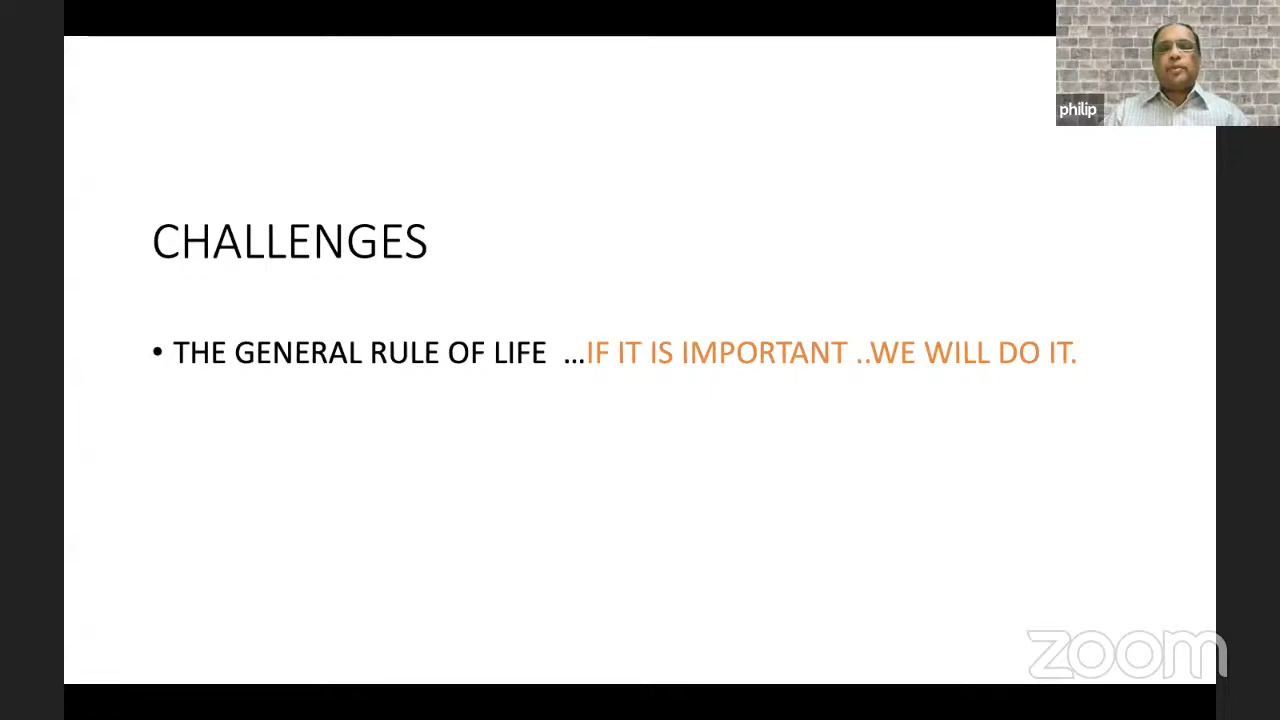 philip
CHALLENGES
• THE GENERAL RULE OF LIFE ...IF IT IS IMPORTANT ..WE WILL DO IT.
zoom